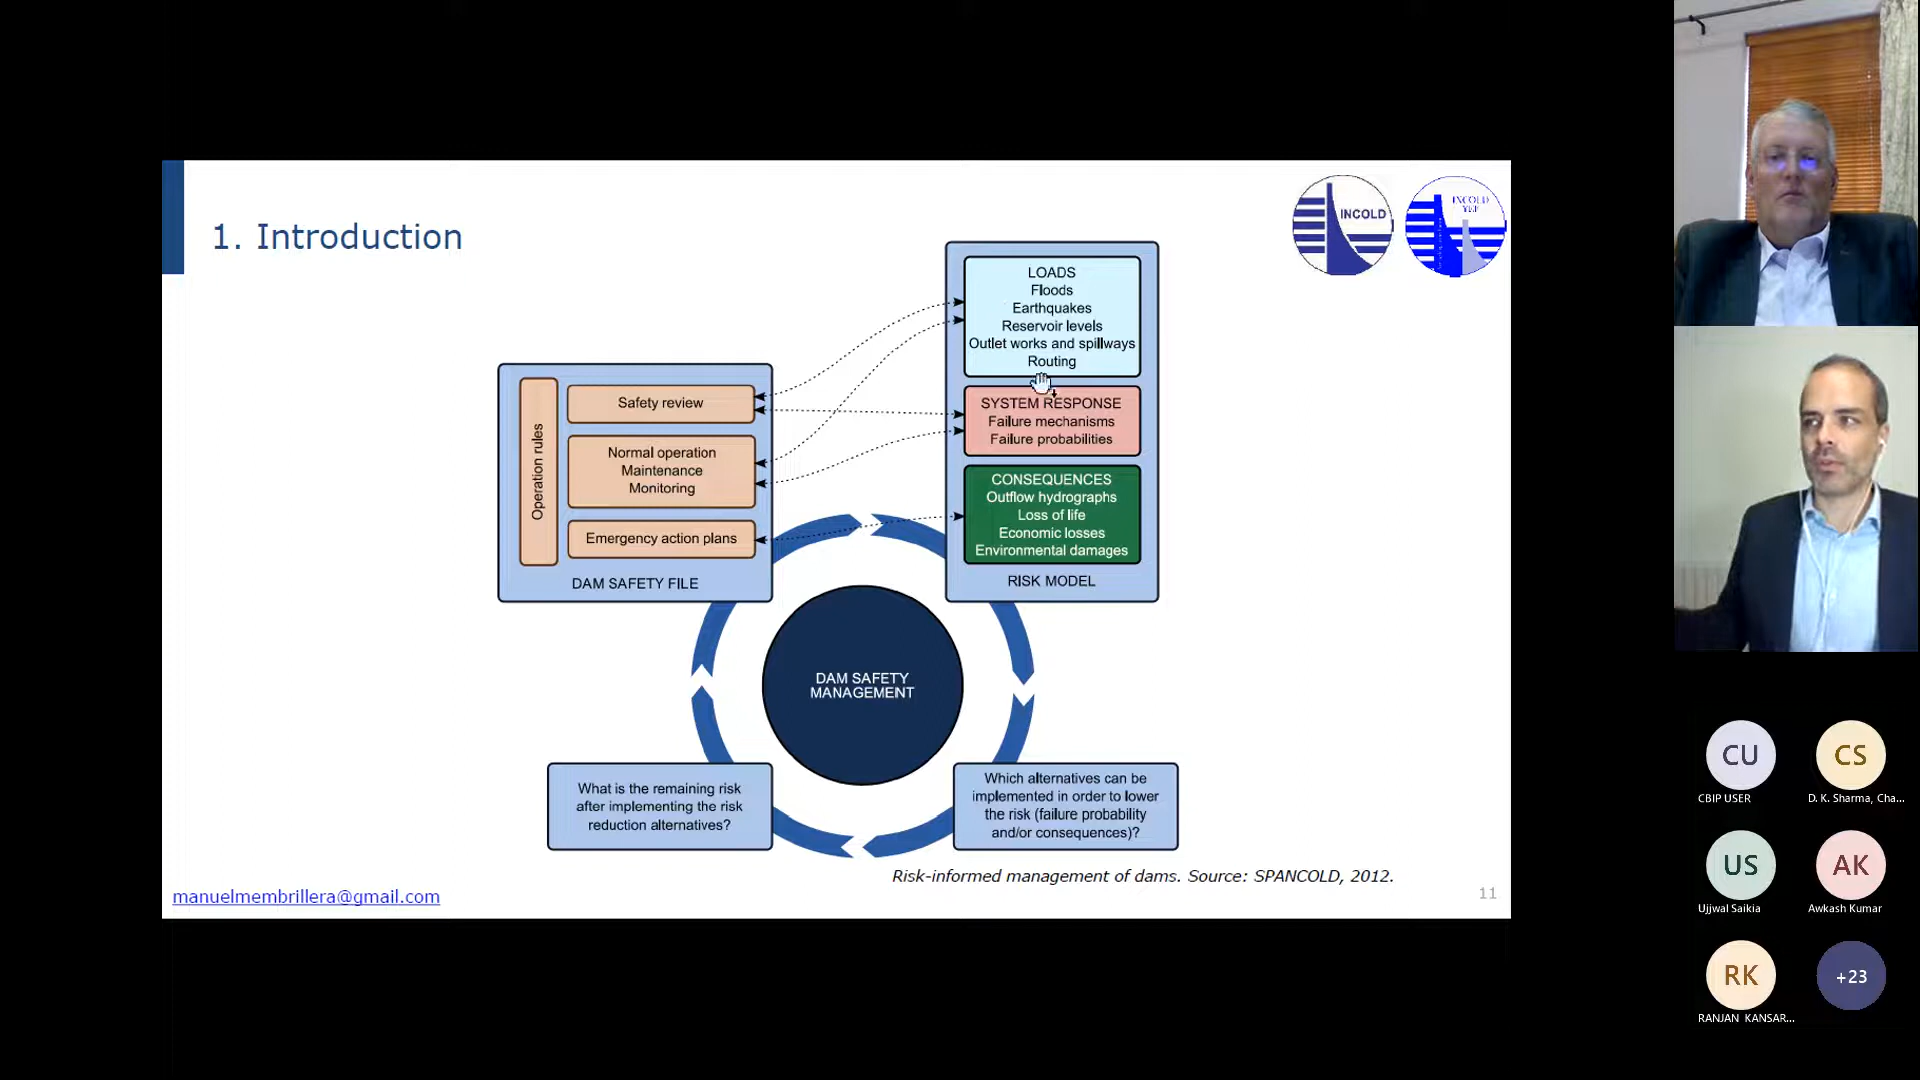 1. Introduction
INCOLD
INCOLD
YEF
LOADS
Floods
Earthquakes
Reservoir levels
Outlet works and spillways
Routing
SYSTEM RESPONSE
Failure mechanisms
Failure probabilities
CONSEQUENCES
Outflow hydrographs
Loss of life
Economic losses
Environmental damages
RISK MODEL
Operation rules
Safety review
Normal operation
Maintenance
Monitoring
Emergency action plans
DAM SAFETY FILE
DAM SAFETY
MANAGEMENT
What is the remaining risk
after implementing the risk
reduction alternatives?
Which alternatives can be
implemented in order to lower
the risk (failure probability
and/or consequences)?
Risk-informed management of dams. Source: SPANCOLD, 2012.
manuelmembrillera@gmail.com
11
CU
CBIP USER
CS
D. K. Sharma, Cha...
US
Ujjwal Saikia
AK
Awkash Kumar
RK
RANJAN KANSAR...
+23